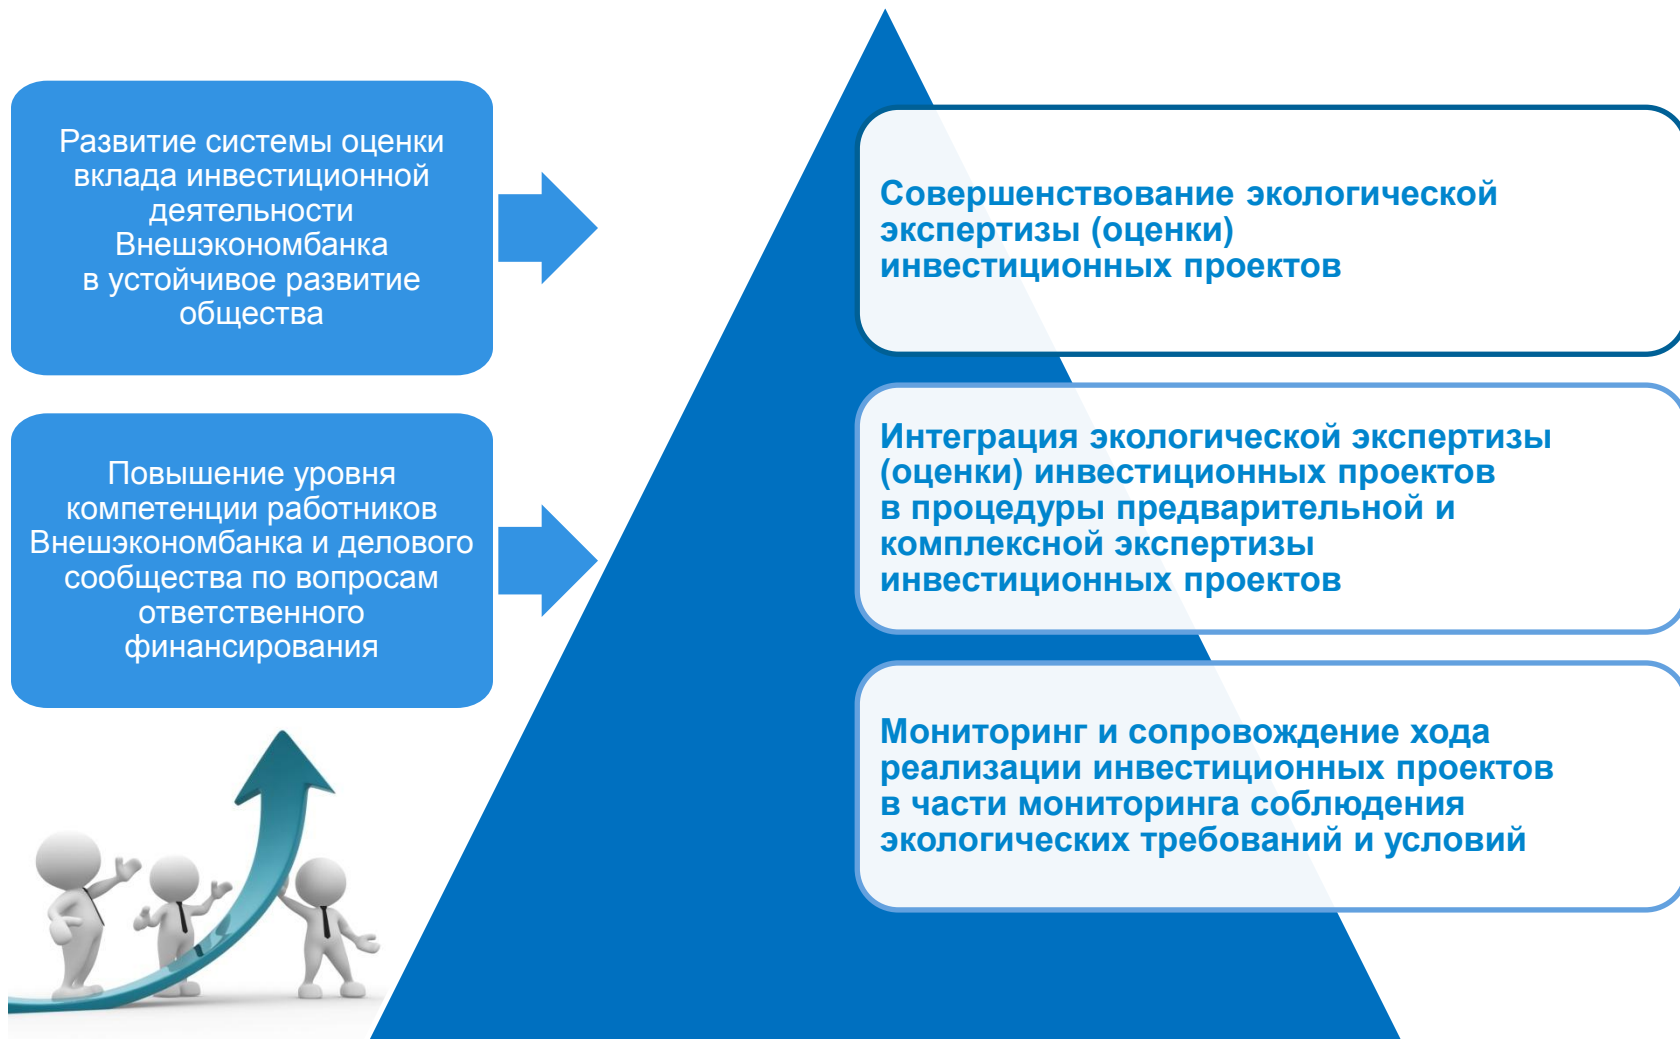 Развитие системы оценки
вклада инвестиционной
деятельности
Внешэкономбанка
в устойчивое развитие
общества
Повышение уровня
компетенции работников
Внешэкономбанка и делового
сообщества по вопросам
ответственного
финансирования
Совершенствование экологической
экспертизы (оценки)
инвестиционных проектов
Интеграция экологической экспертизы
(оценки) инвестиционных проектов
в процедуры предварительной и
комплексной экспертизы
инвестиционных проектов
Мониторинг и сопровождение хода
реализации инвестиционных проектов
в части мониторинга соблюдения
экологических требований и условий